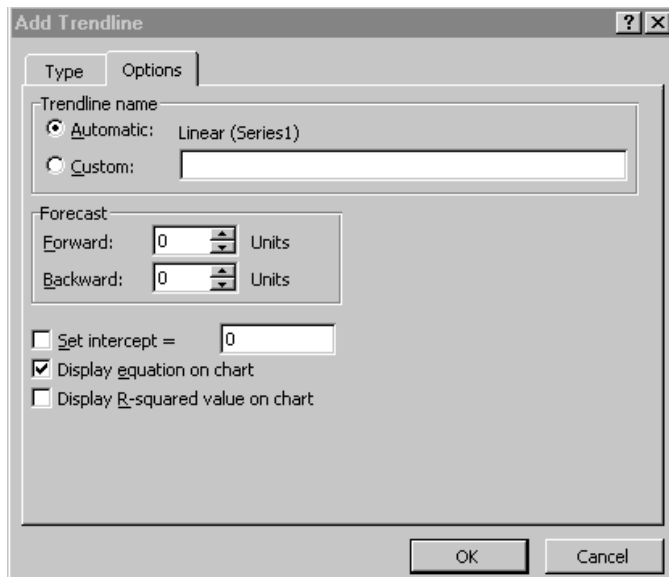 Add Trendline
Type Options
Trendline name
Automatic: Linear (Series1)
Custom:
Forecast
Forward: 0 Units
Backward: 0 Units
Set intercept = 0
Display equation on chart
Display R-squared value on chart
OK Cancel